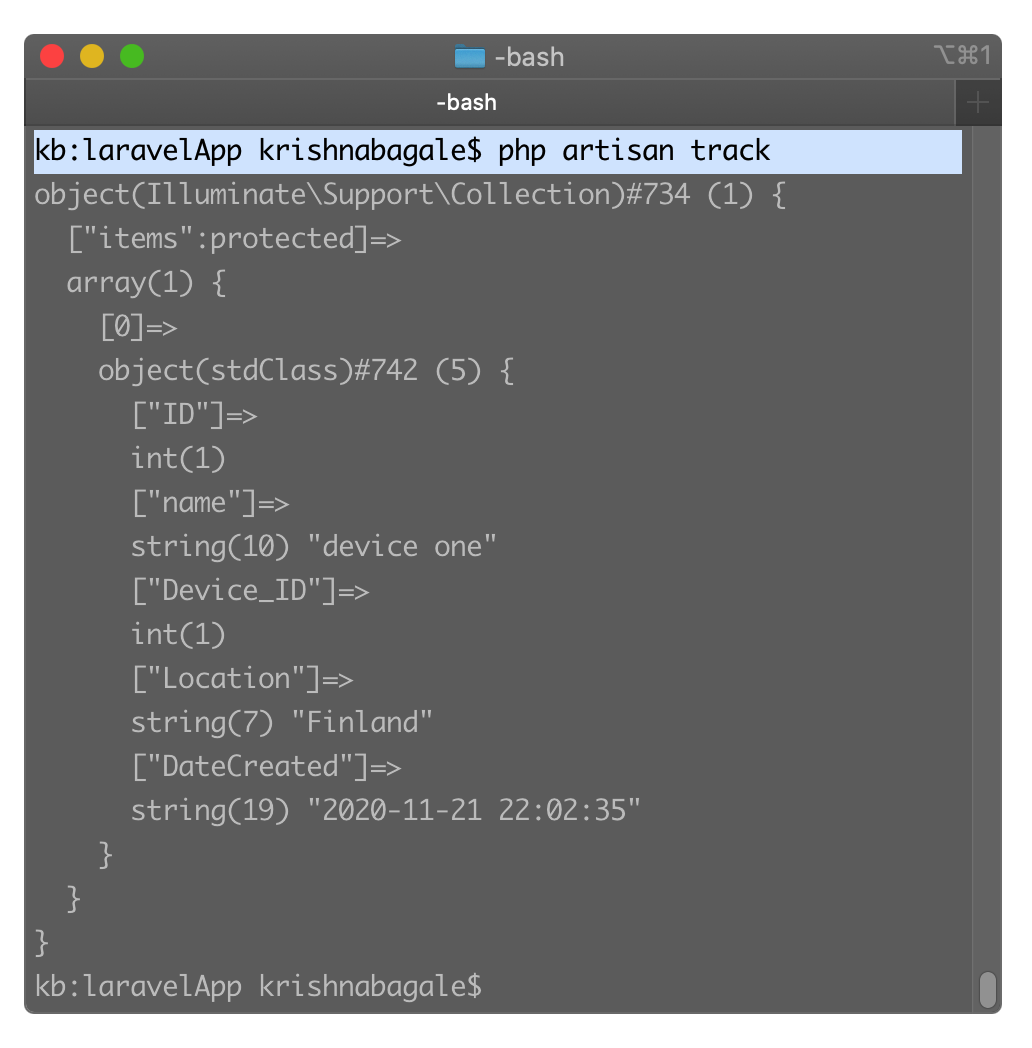 -bash
⌥⌘1
-bash
+
kb:laravelApp krishnabagale$ php artisan track
object(Illuminate\Support\Collection)#734 (1) {
  ["items":protected]=>
  array(1) {
    [0]=>
    object(stdClass)#742 (5) {
      ["ID"]=>
      int(1)
      ["name"]=>
      string(10) "device one"
      ["Device_ID"]=>
      int(1)
      ["Location"]=>
      string(7) "Finland"
      ["DateCreated"]=>
      string(19) "2020-11-21 22:02:35"
    }
  }
}
kb:laravelApp krishnabagale$